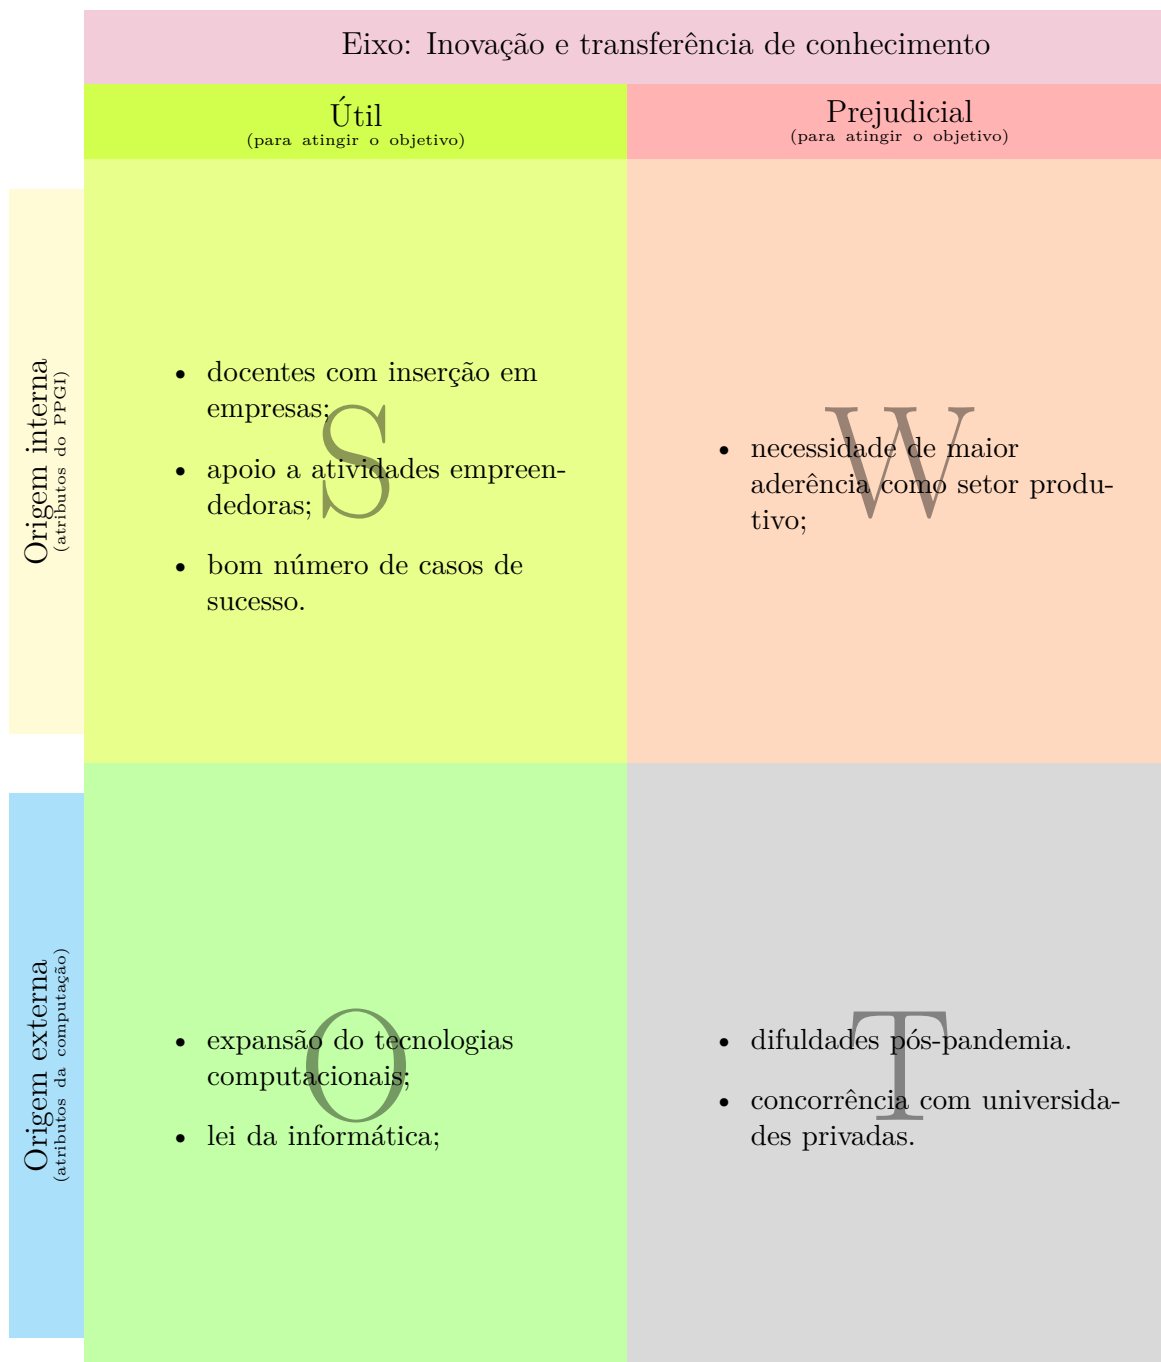 Eixo: Inovação e transferência de conhecimento
Útil
(para atingir o objetivo)
Prejudicial
(para atingir o objetivo)
Origem interna
(atributos do PPGI)
S
• docentes com inserção em
empresas;
• apoio a atividades empreen-
dedoras;
• bom número de casos de
sucesso.
W
• necessidade de maior
aderência como setor produ-
tivo;
Origem externa
(atributos da computação)
O
• expansão do tecnologias
computacionais;
• lei da informática;
T
• difuldades pós-pandemia.
• concorrência com universida-
des privadas.